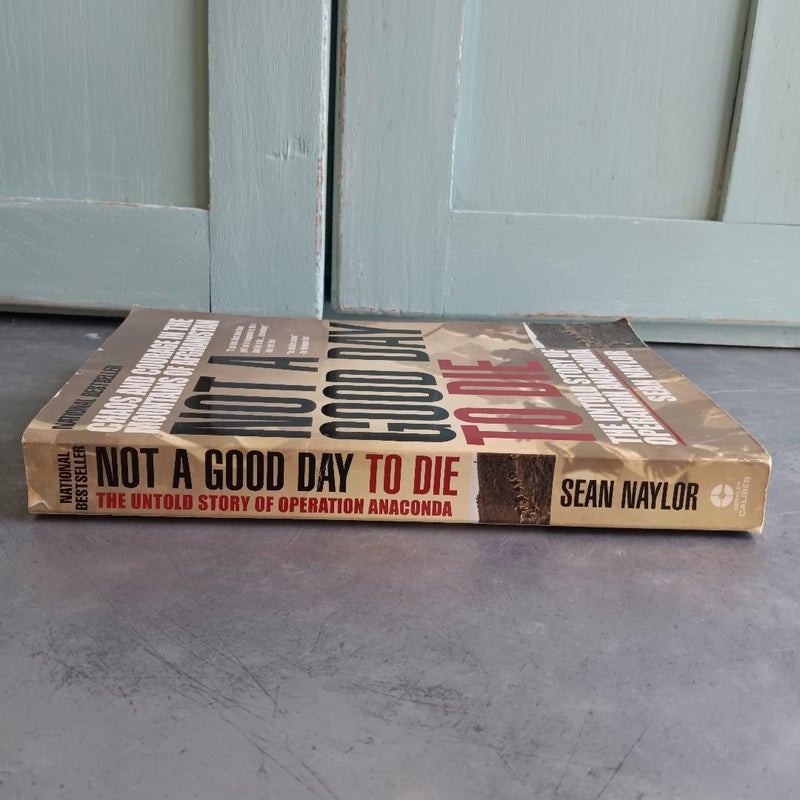 NATIONAL BESTSELLER
CHAOS AND COURAGE IN THE
MOUNTAINS OF AFGHANISTAN
NOT A
GOOD DAY
TO DIE
THE UNTOLD STORY OF
OPERATION ANACONDA
SEAN NAYLOR
NATIONAL
BESTSELLER
NOT A GOOD DAY TO DIE
THE UNTOLD STORY OF OPERATION ANACONDA
SEAN NAYLOR
BERKLEY
CALIBER